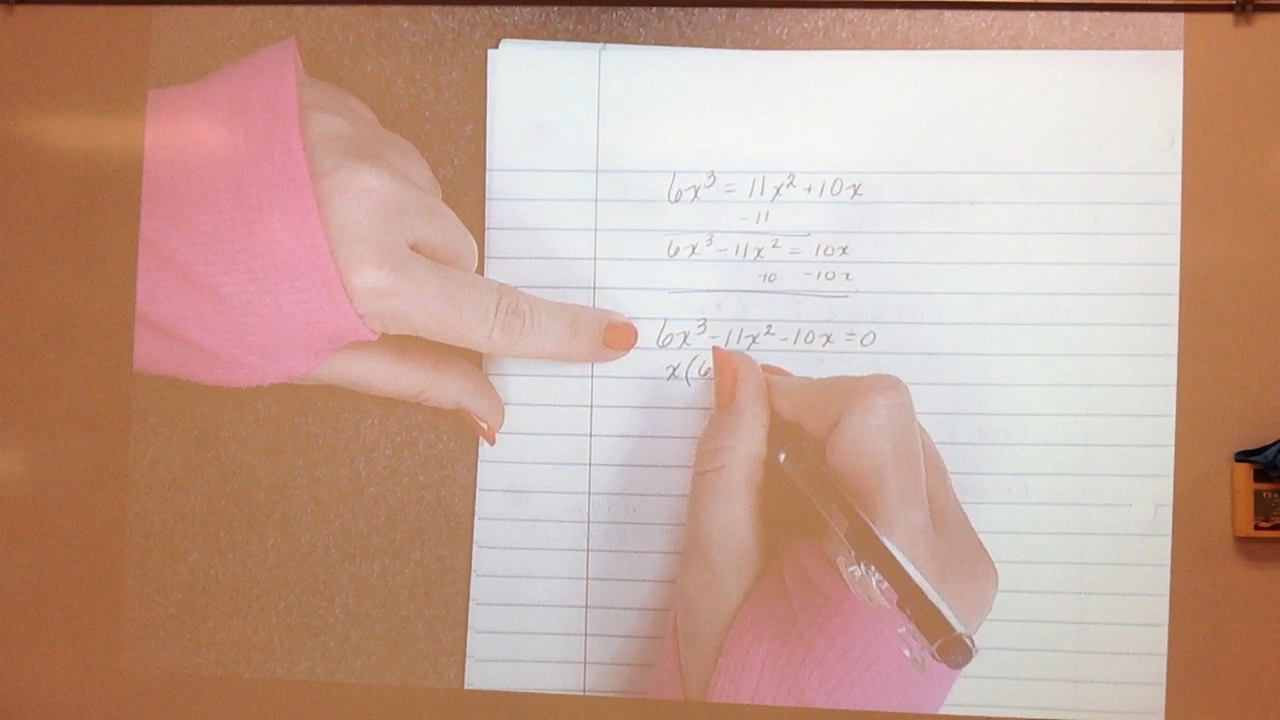 6x³ = 11x² + 10x
- 11
6x³ - 11x² = 10x
-10 -10x
6x³ - 11x² - 10x = 0
x(6